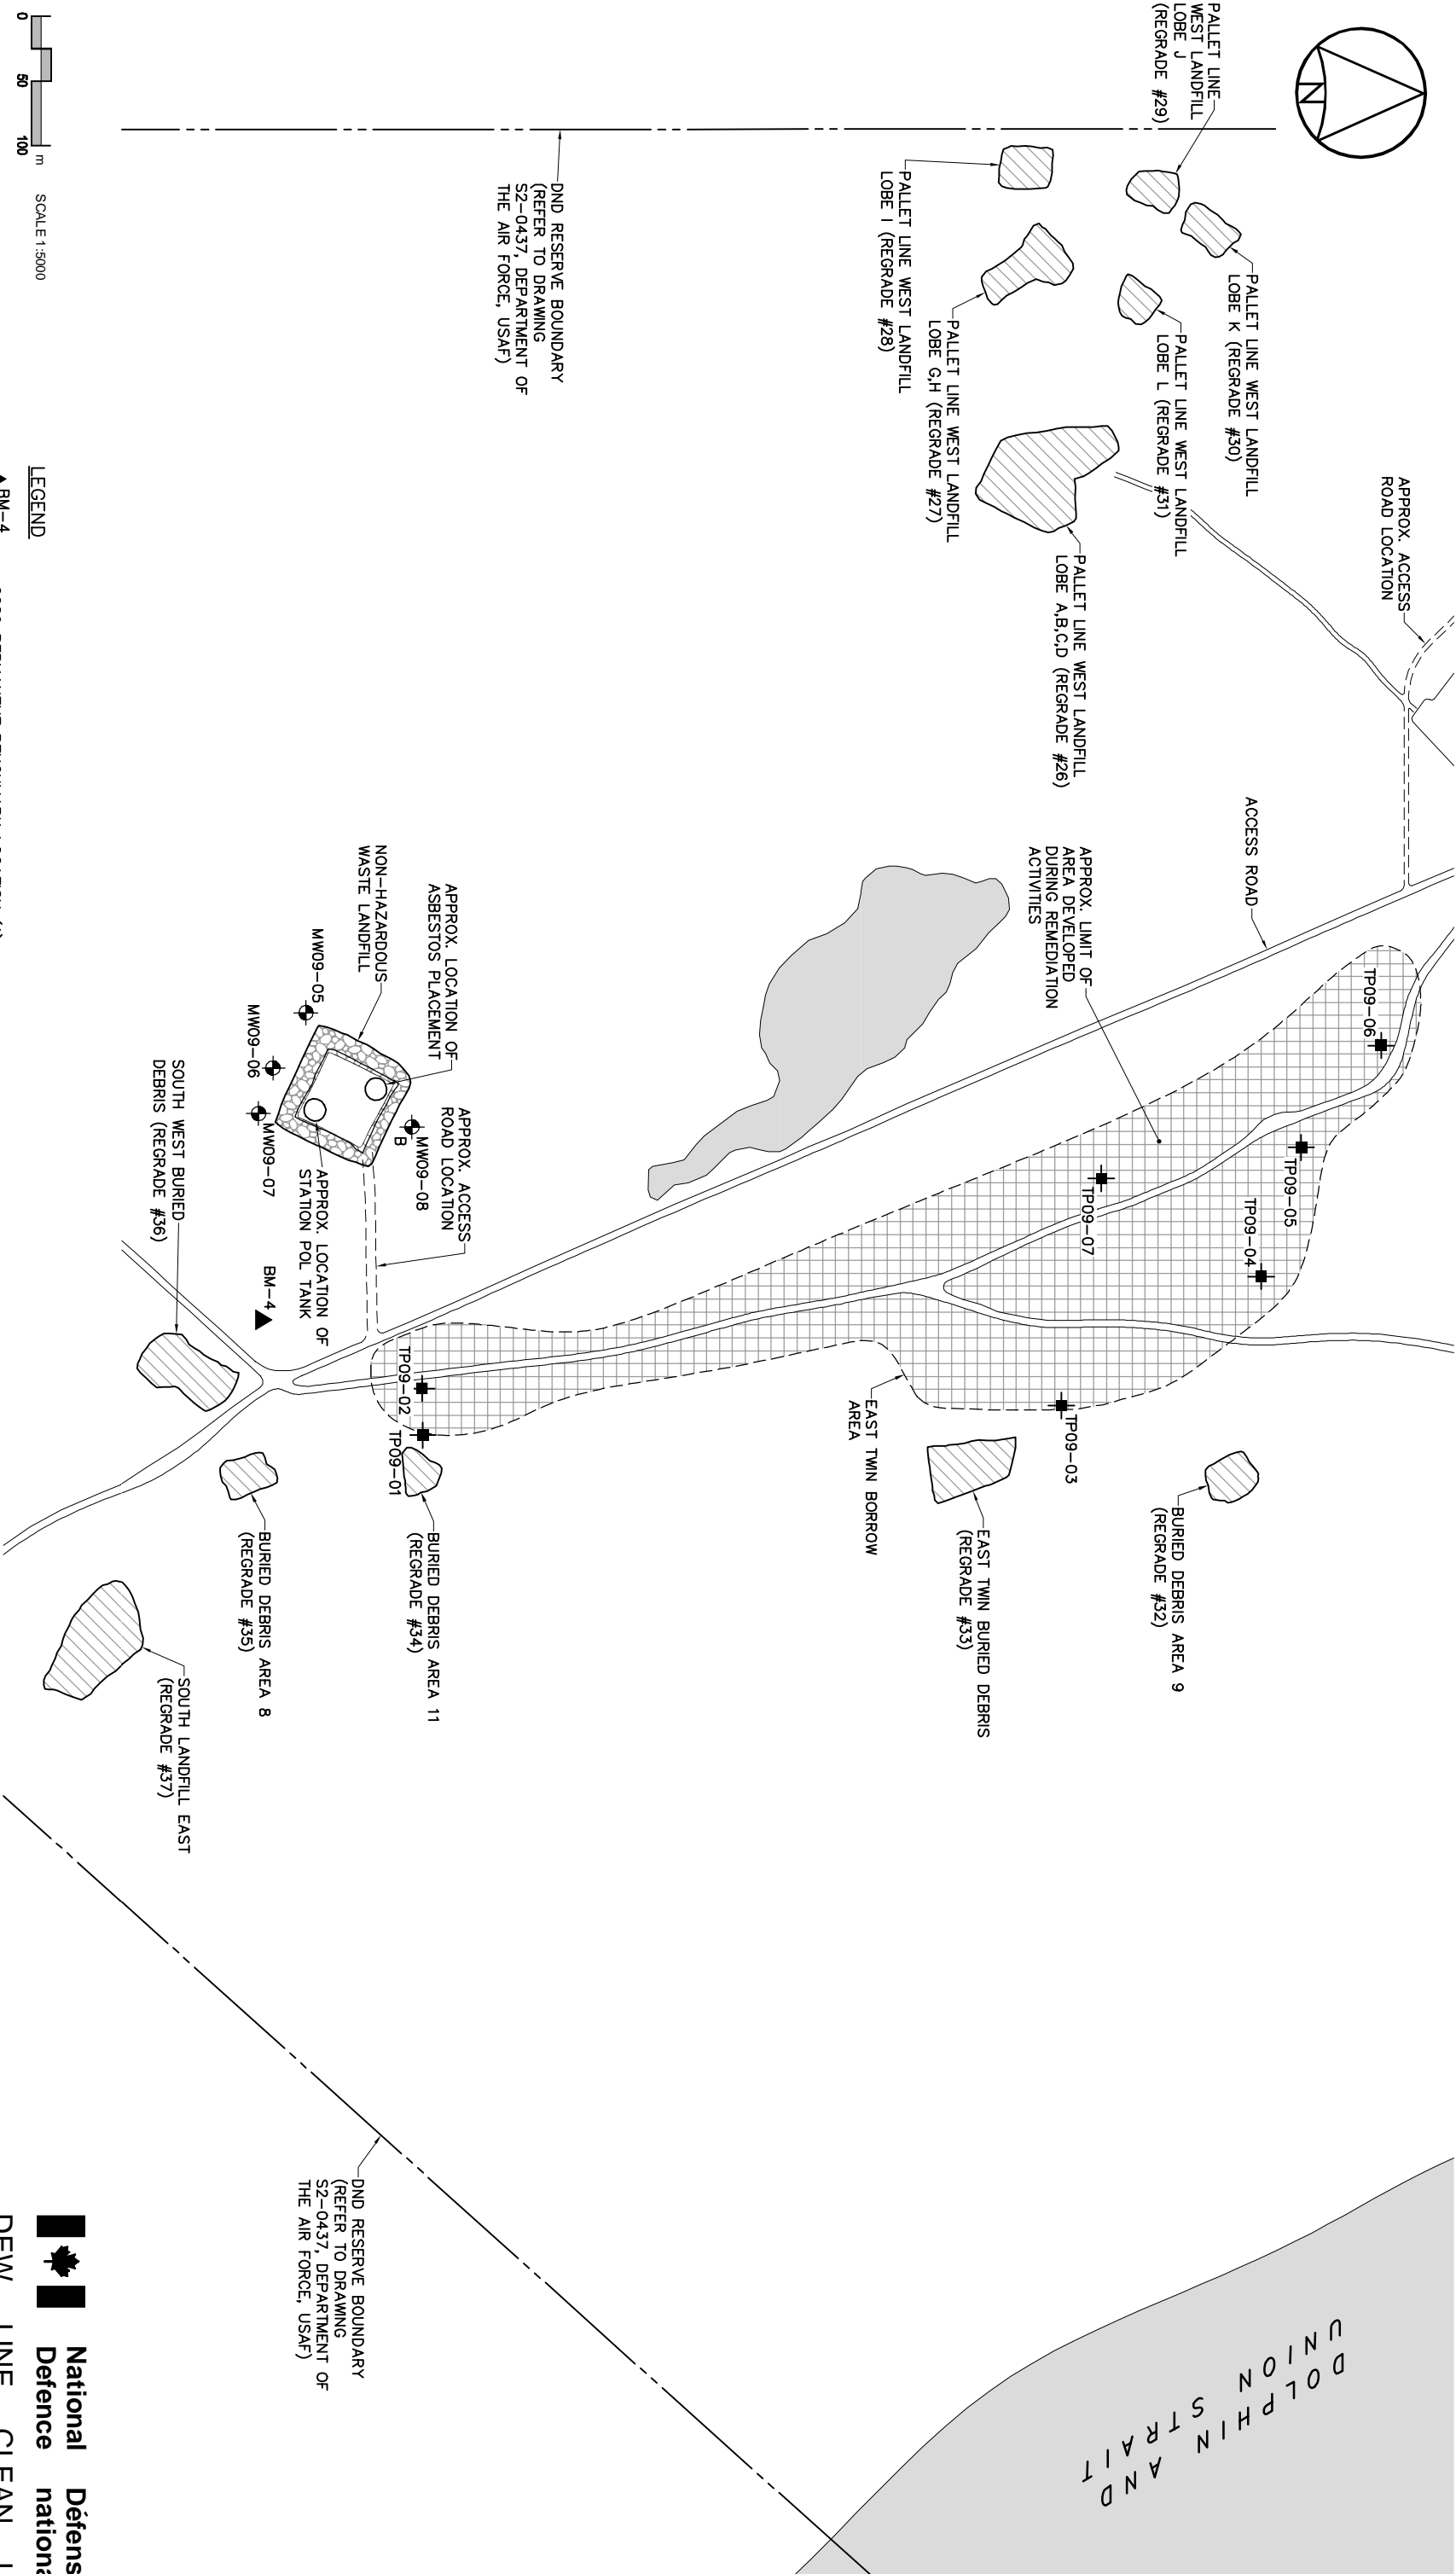 N
PALLET LINE
WEST LANDFILL
LOBE J
(REGRADE #29)
PALLET LINE WEST LANDFILL
LOBE K (REGRADE #30)
PALLET LINE WEST LANDFILL
LOBE L (REGRADE #31)
PALLET LINE WEST LANDFILL
LOBE I (REGRADE #28)
PALLET LINE WEST LANDFILL
LOBE G,H (REGRADE #27)
PALLET LINE WEST LANDFILL
LOBE A,B,C,D (REGRADE #26)
APPROX. ACCESS
ROAD LOCATION
ACCESS ROAD
APPROX. LIMIT OF
AREA DEVELOPED
DURING REMEDIATION
ACTIVITIES
TP09-06
TP09-05
TP09-04
TP09-07
TP09-03
BURIED DEBRIS AREA 9
(REGRADE #32)
EAST TWIN BURIED DEBRIS
(REGRADE #33)
EAST TWIN BORROW
AREA
DOLPHIN AND
UNION STRAIT
DND RESERVE BOUNDARY
(REFER TO DRAWING
S2-0437, DEPARTMENT OF
THE AIR FORCE, USAF)
APPROX. LOCATION OF
ASBESTOS PLACEMENT
NON-HAZARDOUS
WASTE LANDFILL
MW09-05
MW09-06
MW09-07
MW09-08
B
APPROX. ACCESS
ROAD LOCATION
APPROX. LOCATION OF
STATION POL TANK
BM-4
TP09-02
TP09-01
BURIED DEBRIS AREA 11
(REGRADE #34)
BURIED DEBRIS AREA 8
(REGRADE #35)
SOUTH WEST BURIED
DEBRIS (REGRADE #36)
SOUTH LANDFILL EAST
(REGRADE #37)
DND RESERVE BOUNDARY
(REFER TO DRAWING
S2-0437, DEPARTMENT OF
THE AIR FORCE, USAF)
0 50 100 m SCALE 1:5000
LEGEND
BM-4
National Défens
Defence nationa
DEW LINE CLEAN